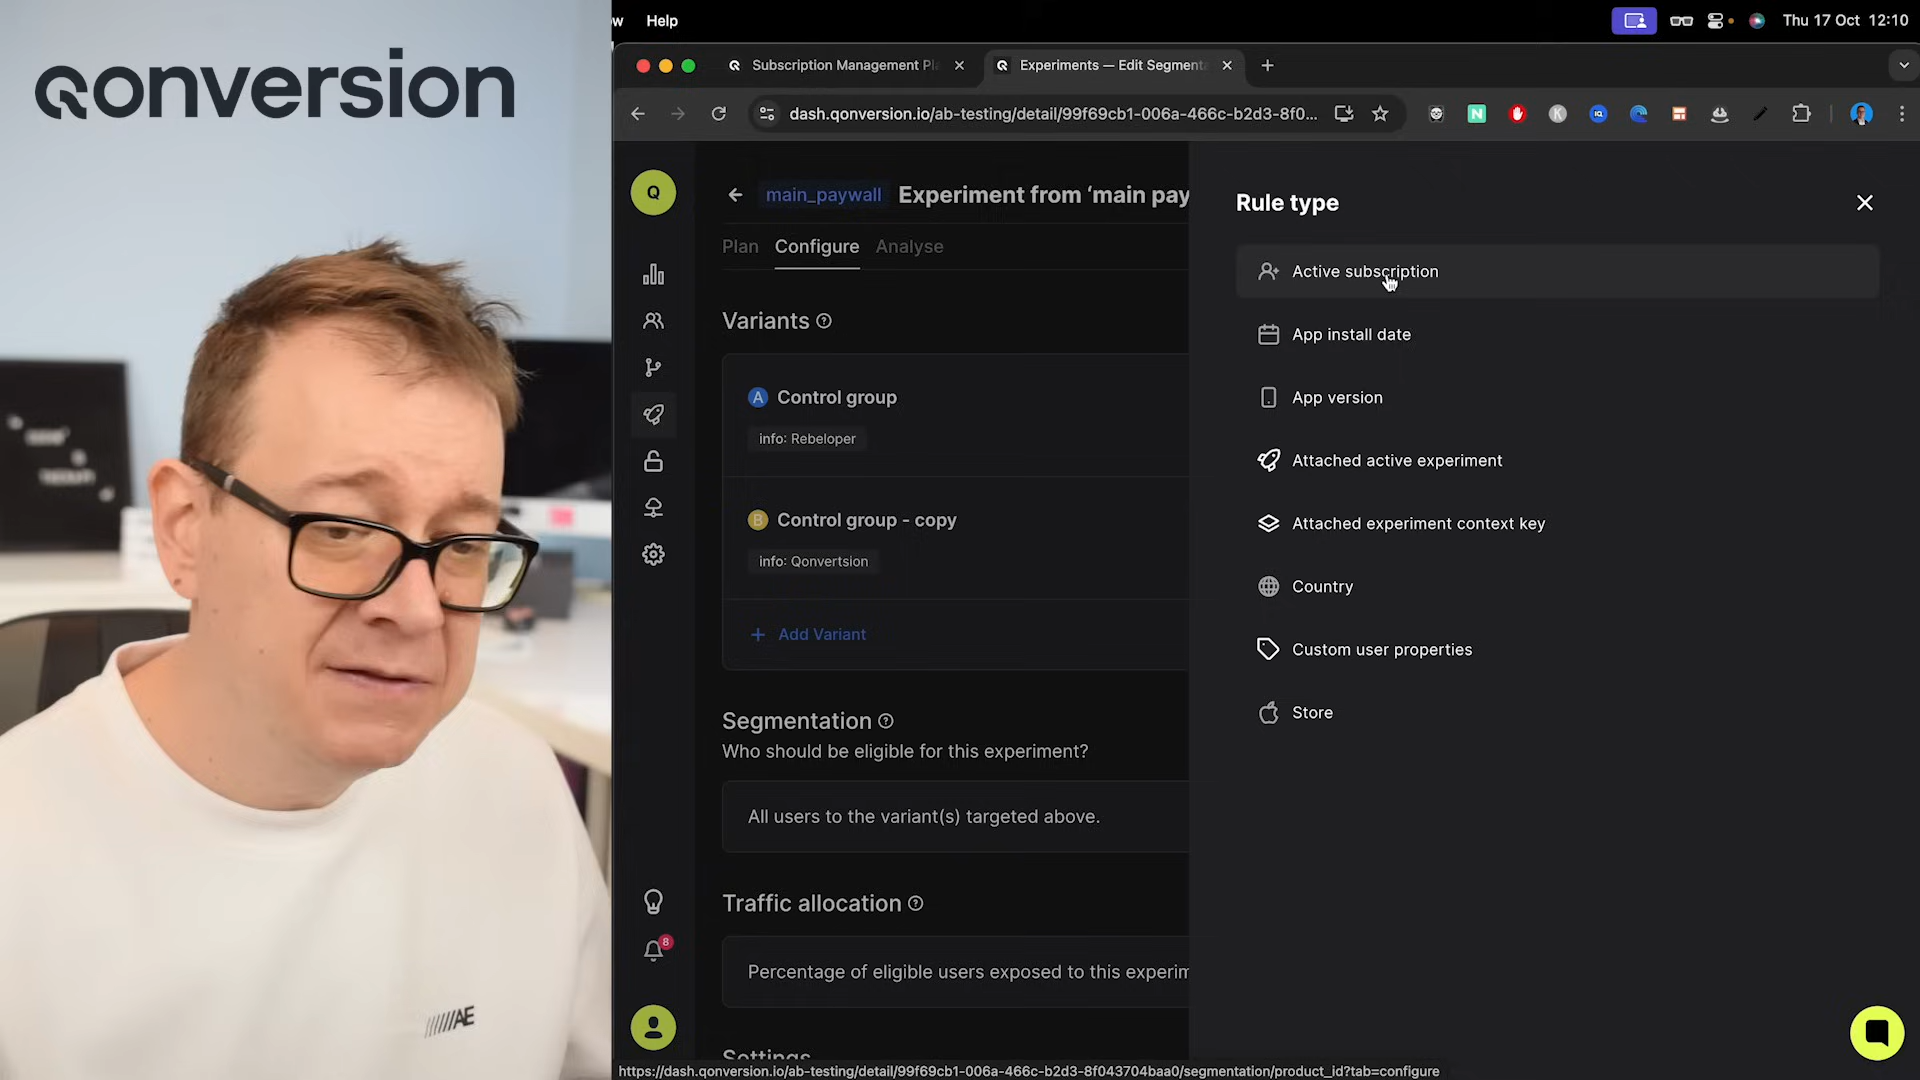 qonversion
w Help
Thu 17 Oct 12:10
Subscription Management Pl
Experiments — Edit Segmenta
dash.qonversion.io/ab-testing/detail/99f69cb1-006a-466c-b2d3-8f0...
Q
main_paywall Experiment from ‘main pay
Plan Configure Analyse
Variants
A Control group
info: Rebeloper
B Control group - copy
info: Qonvertsion
+ Add Variant
Segmentation
Who should be eligible for this experiment?
All users to the variant(s) targeted above.
Traffic allocation
Percentage of eligible users exposed to this experim
Settings
8
Rule type
Active subscription
App install date
App version
Attached active experiment
Attached experiment context key
Country
Custom user properties
Store
https://dash.qonversion.io/ab-testing/detail/99f69cb1-006a-466c-b2d3-8f043704baa0/segmentation/product_id?tab=configure
AE